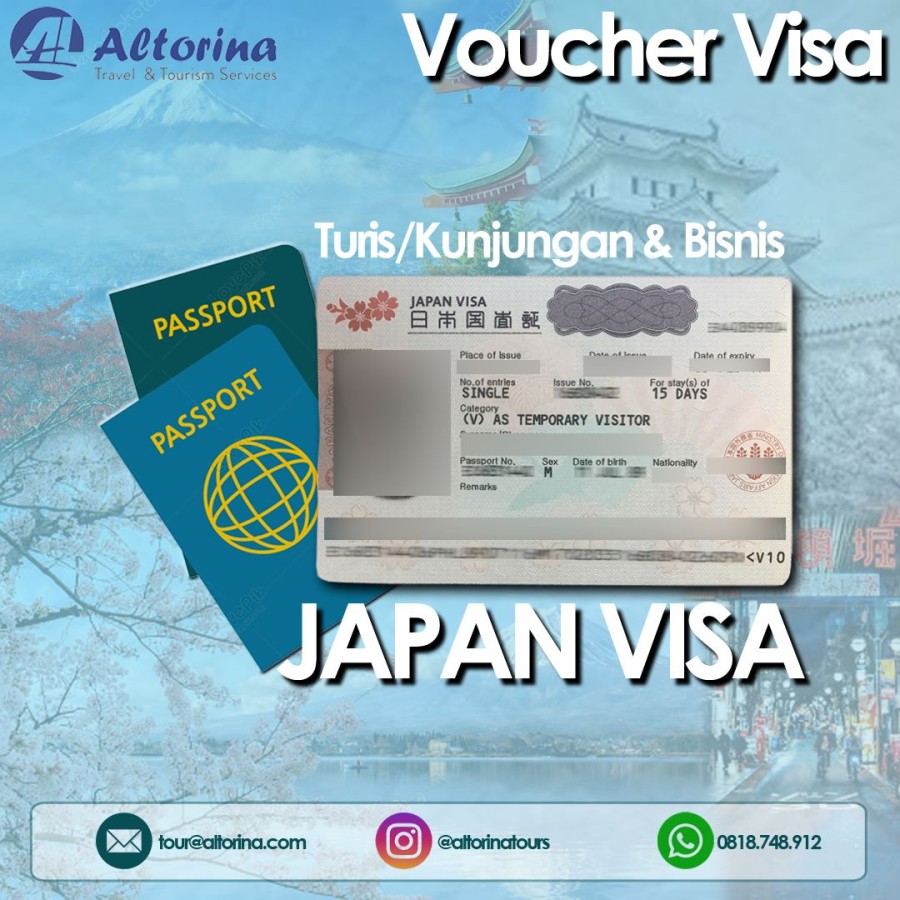 Altorina
Travel & Tourism Services
Voucher Visa
Turis/Kunjungan & Bisnis
PASSPORT
PASSPORT
JAPAN VISA
日本国査証
Place of Issue
Date of Issue
Date of expiry
No.of entries
SINGLE
Issue No.
For stay(s) of
15 DAYS
Category
(V) AS TEMPORARY VISITOR
Passport No.
Sex
M
Date of birth
Nationality
Remarks
<V10
JAPAN VISA
tour@altorina.com
@altorinatours
0818.748.912